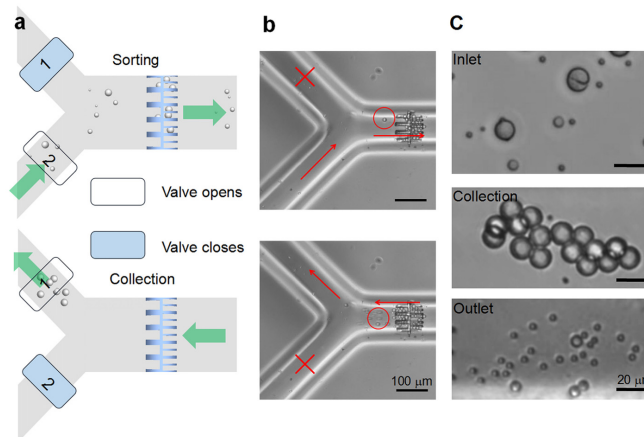 a
b
C
1
Sorting
2
Valve opens
Valve closes
1
Collection
2
100 μm
Inlet
Collection
Outlet
20 μm